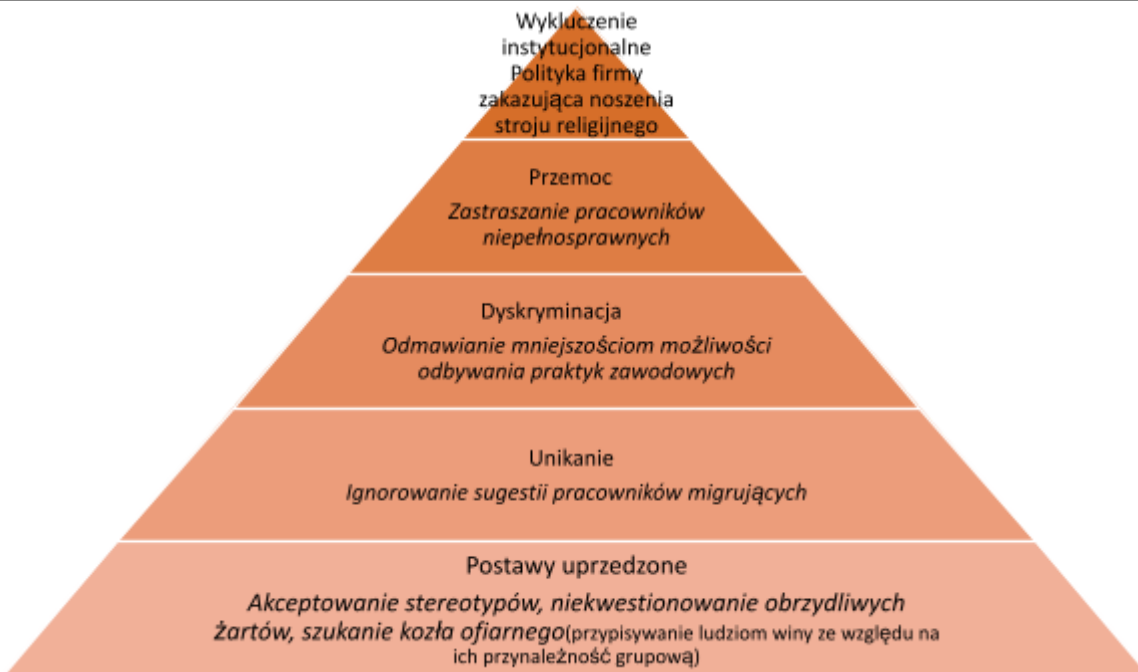 Wykluczenie
instytucjonalne
Polityka firmy
zakazująca noszenia
stroju religijnego
Przemoc
Zastraszanie pracowników
niepełnosprawnych
Dyskryminacja
Odmawianie mniejszościom możliwości
odbywania praktyk zawodowych
Unikanie
Ignorowanie sugestii pracowników migrujących
Postawy uprzedzone
Akceptowanie stereotypów, niekwestionowanie obrzydliwych
żartów, szukanie kozła ofiarnego(przypisywanie ludziom winy ze względu na
ich przynależność grupową)